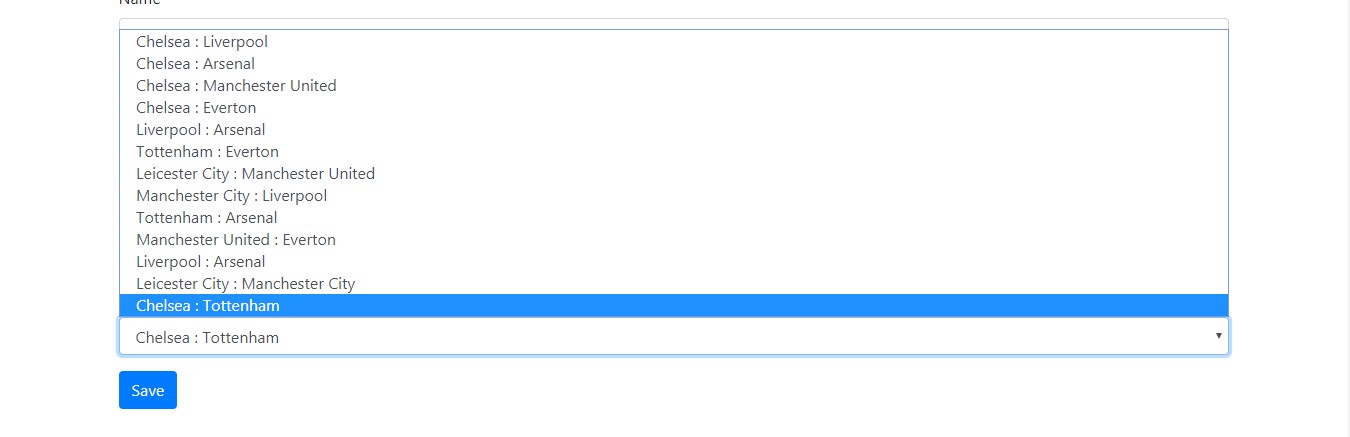 Name
Chelsea : Liverpool
Chelsea : Arsenal
Chelsea : Manchester United
Chelsea : Everton
Liverpool : Arsenal
Tottenham : Everton
Leicester City : Manchester United
Manchester City : Liverpool
Tottenham : Arsenal
Manchester United : Everton
Liverpool : Arsenal
Leicester City : Manchester City
Chelsea : Tottenham
Chelsea : Tottenham
Save